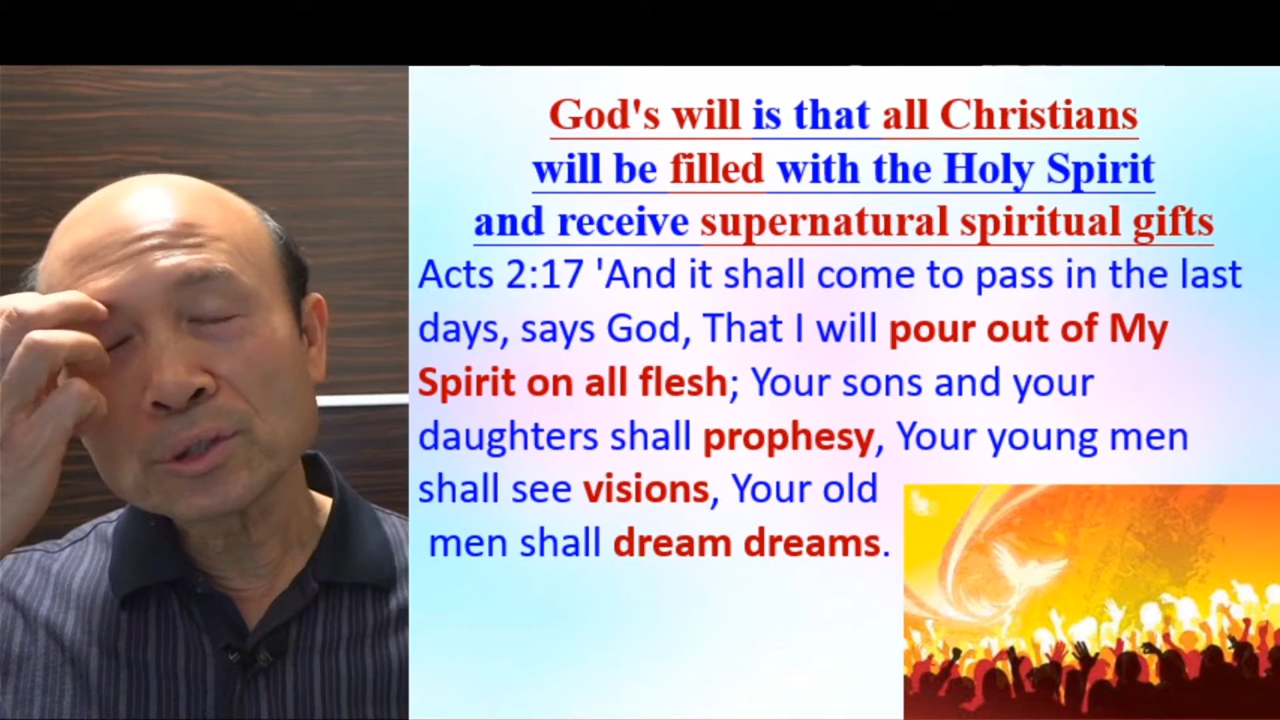 God's will is that all Christians
will be filled with the Holy Spirit
and receive supernatural spiritual gifts
Acts 2:17 'And it shall come to pass in the last
days, says God, That I will pour out of My
Spirit on all flesh; Your sons and your
daughters shall prophesy, Your young men
shall see visions, Your old
men shall dream dreams.